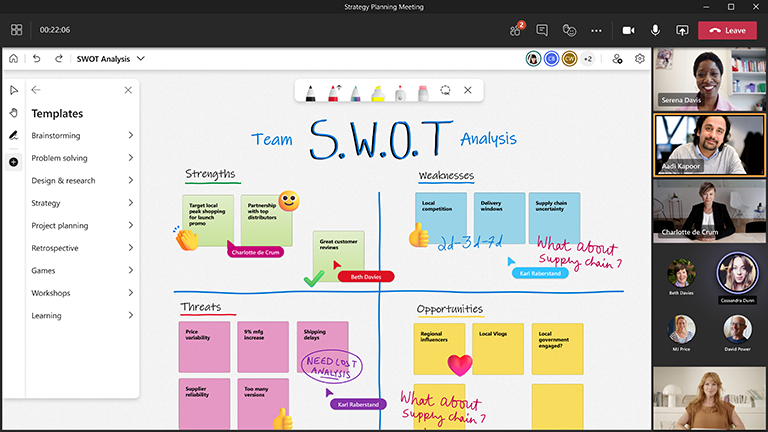 Strategy Planning Meeting
00:22:06
2
Leave
SWOT Analysis
CB
CW
+2
Templates
Brainstorming
Problem solving
Design & research
Strategy
Project planning
Retrospective
Games
Workshops
Learning
Team S.W.O.T Analysis
Strengths
Target local
peak shopping
for launch
promo
Partnership
with top
distributors
Great customer
reviews
Charlotte de Crum
Beth Davies
Weaknesses
Local
competition
Delivery
windows
Supply chain
uncertainty
2d-3d-7d
What about
supply chain?
Karl Raberstand
Threats
Price
variability
9% mfg
increase
Shipping
delays
NEED LOST
ANALYSIS
Supplier
reliability
Too many
versions
Karl Raberstand
Opportunities
Regional
influencers
Local Vlogs
Local
government
engaged?
What about
supply chain?
Serena Davis
Aadi Kapoor
Charlotte de Crum
Beth Davies
Cassandra Dunn
MJ Price
David Power